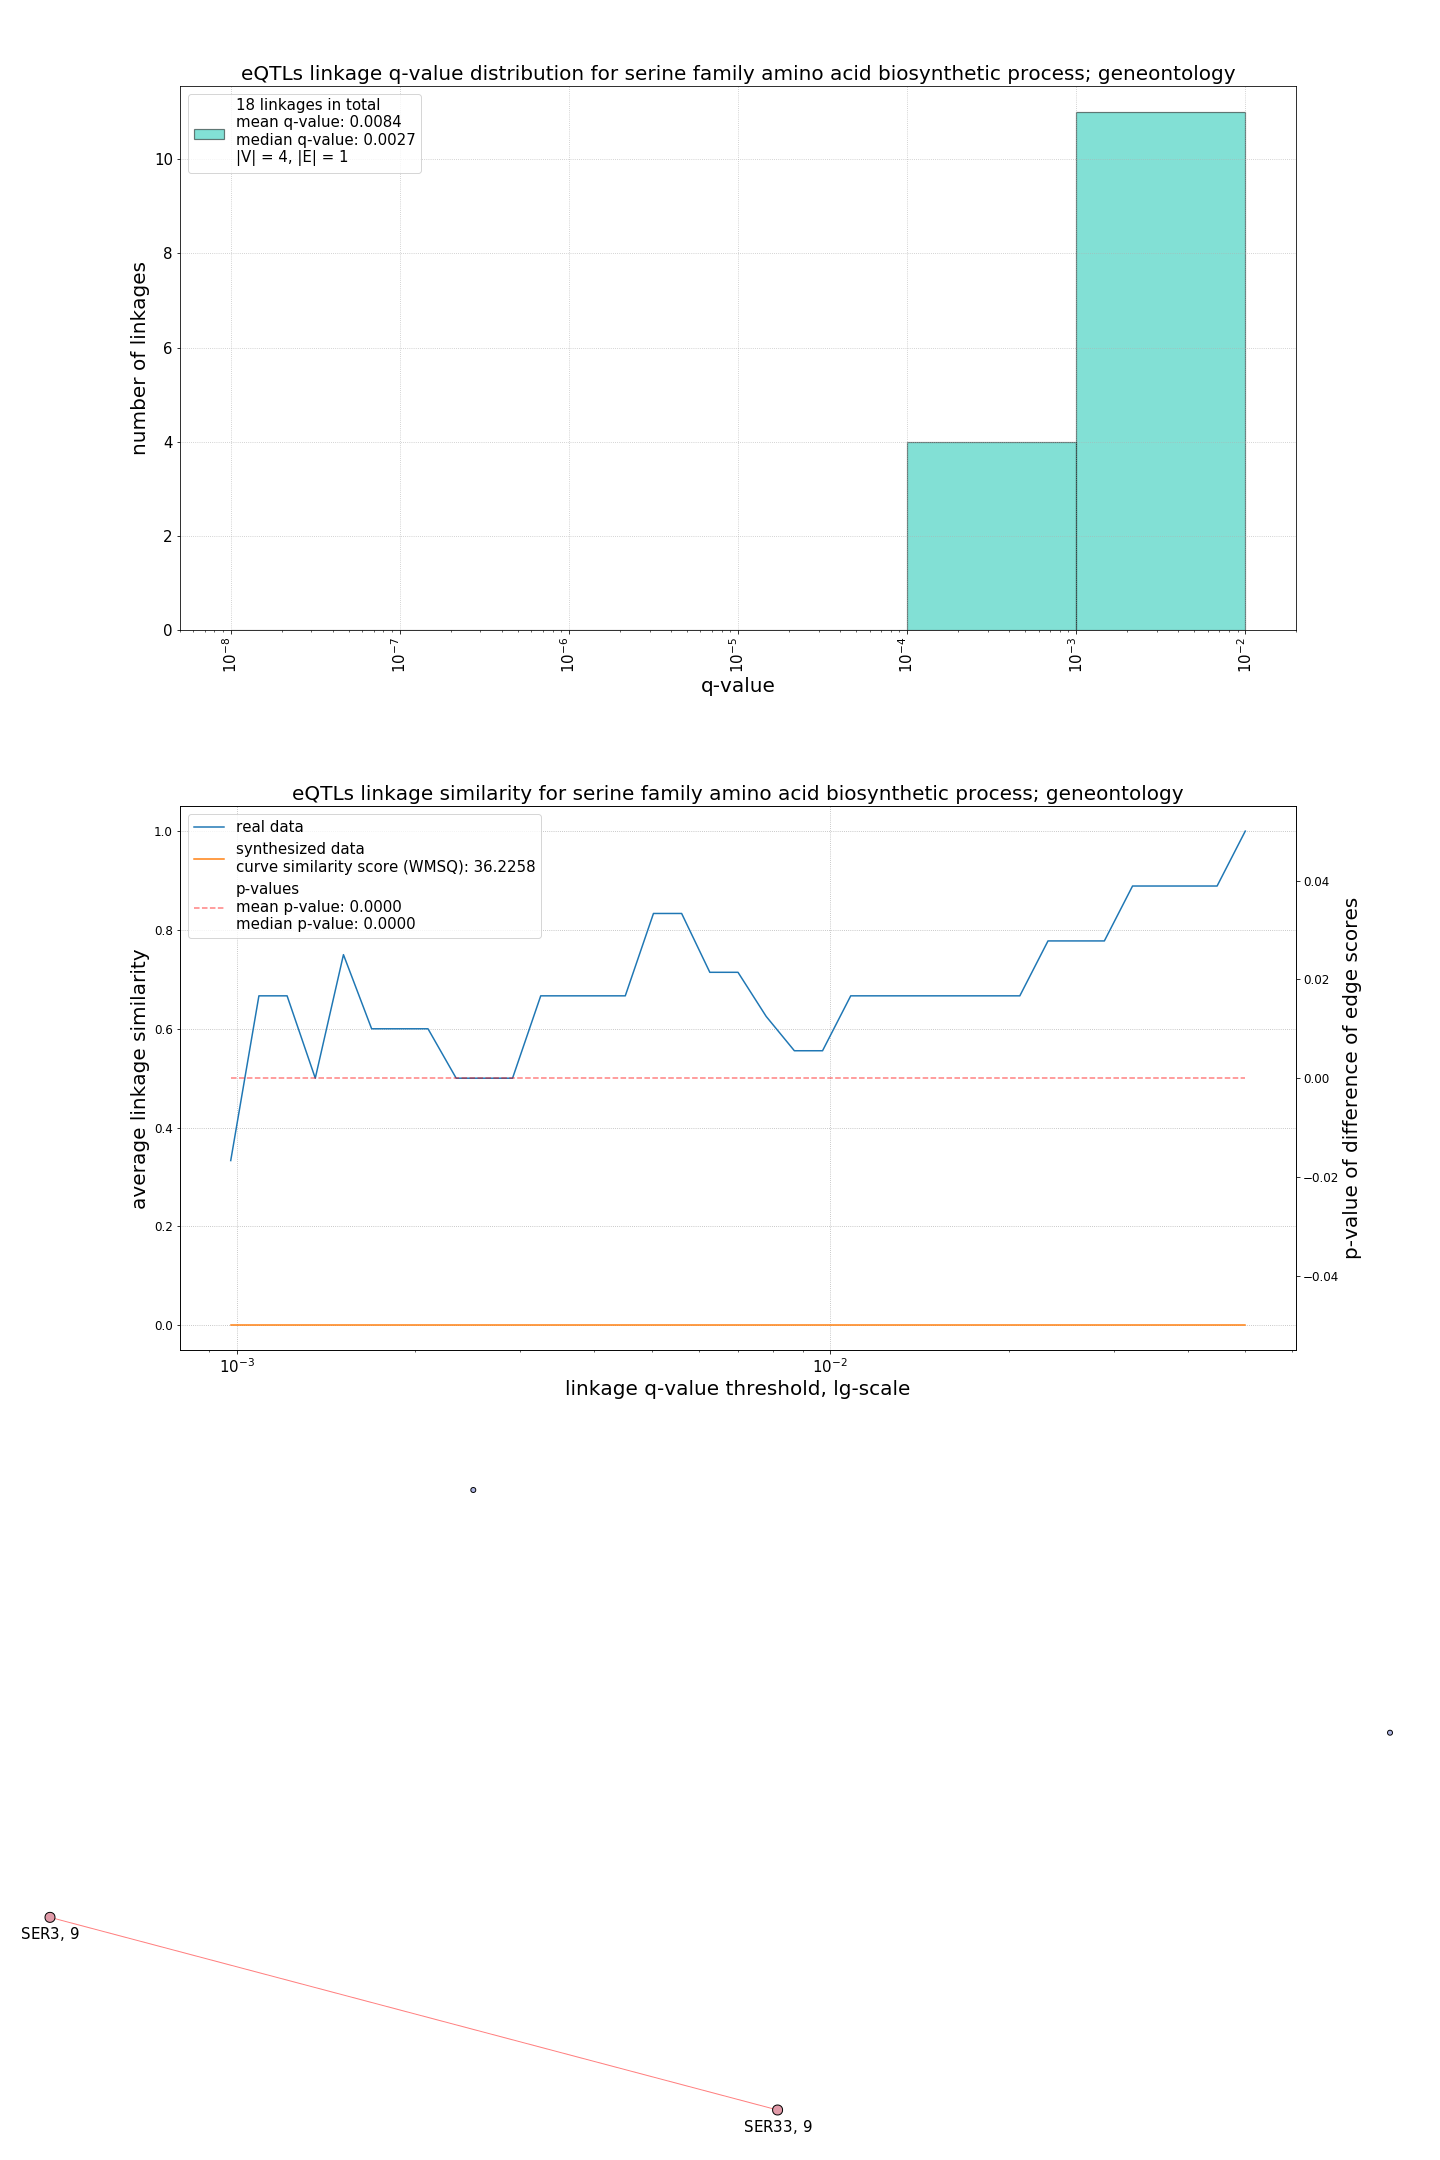 eQTLs linkage q-value distribution for serine family amino acid biosynthetic process; geneontology
18 linkages in total
mean q-value: 0.0084
median q-value: 0.0027
|V| = 4, |E| = 1
number of linkages
10
8
6
4
2
0
10⁻⁸
10⁻⁷
10⁻⁶
10⁻⁵
10⁻⁴
10⁻³
10⁻²
q-value
eQTLs linkage similarity for serine family amino acid biosynthetic process; geneontology
real data
synthesized data
curve similarity score (WMSQ): 36.2258
p-values
mean p-value: 0.0000
median p-value: 0.0000
average linkage similarity
1.0
0.8
0.6
0.4
0.2
0.0
0.04
0.02
0.00
−0.02
−0.04
p-value of difference of edge scores
10⁻³
10⁻²
linkage q-value threshold, lg-scale
SER3, 9
SER33, 9